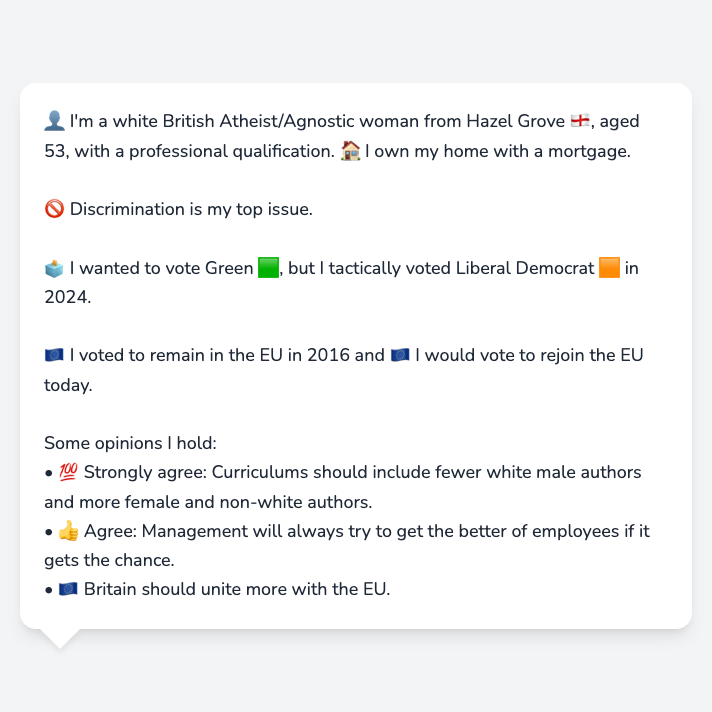 👤 I'm a white British Atheist/Agnostic woman from Hazel Grove 🏴󠁧󠁢󠁥󠁮󠁧󠁿, aged
53, with a professional qualification. 🏠 I own my home with a mortgage.
🚫 Discrimination is my top issue.
🗳️ I wanted to vote Green 🟩, but I tactically voted Liberal Democrat 🟧 in
2024.
🇪🇺 I voted to remain in the EU in 2016 and 🇪🇺 I would vote to rejoin the EU
today.
Some opinions I hold:
• 💯 Strongly agree: Curriculums should include fewer white male authors
and more female and non-white authors.
• 👍 Agree: Management will always try to get the better of employees if it
gets the chance.
• 🇪🇺 Britain should unite more with the EU.